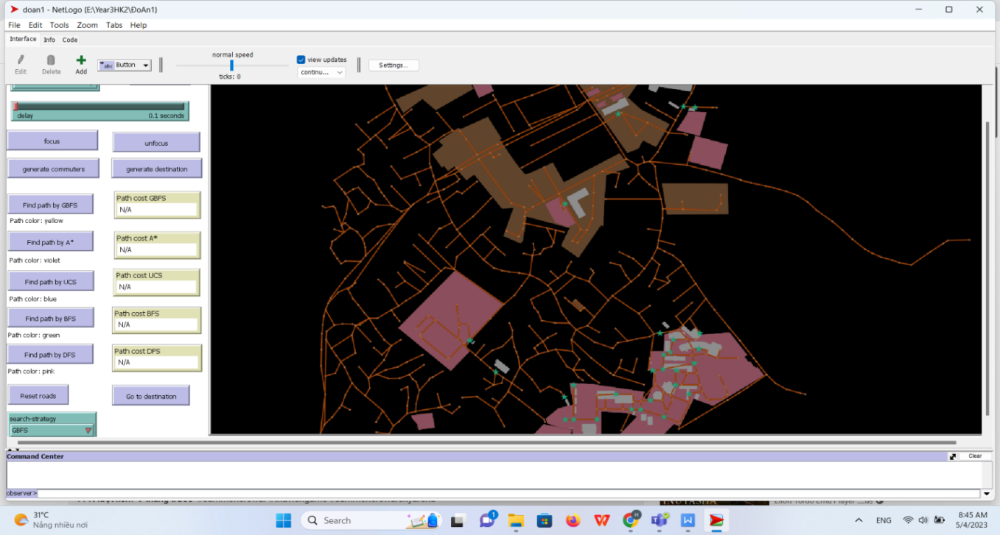 doan1 - NetLogo {E:\Year3HK2\ĐoAn1}
File Edit Tools Zoom Tabs Help
Interface Info Code
Edit Delete Add Button
normal speed
ticks: 0
view updates
continu...
Settings...
delay 0.1 seconds
focus unfocus
generate commuters generate destination
Find path by GBFS
Path cost GBFS
N/A
Path color: yellow
Find path by A*
Path cost A*
N/A
Path color: violet
Find path by UCS
Path cost UCS
N/A
Path color: blue
Find path by BFS
Path cost BFS
N/A
Path color: green
Find path by DFS
Path cost DFS
N/A
Path color: pink
Reset roads Go to destination
search-strategy
GBFS
Command Center Clear
observer>
31°C
Nắng nhiều nơi
Search
1
ENG
8:45 AM
5/4/2023